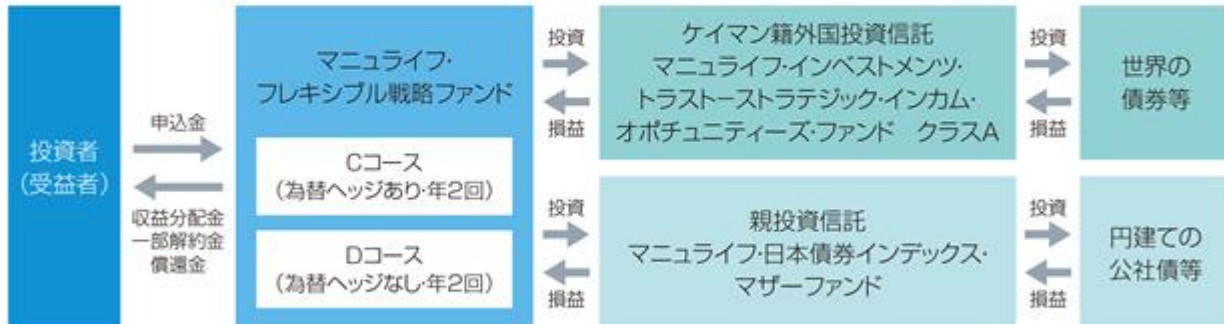 投資者
(受益者)
申込金
収益分配金
一部解約金
償還金
マニュライフ・
フレキシブル戦略ファンド
Cコース
(為替ヘッジあり・年2回)
Dコース
(為替ヘッジなし・年2回)
投資
損益
ケイマン籍外国投資信託
マニュライフ・インベストメンツ・
トラストーストラテジック・インカム・
オポチュニティーズ・ファンド クラスA
投資
損益
世界の
債券等
投資
損益
親投資信託
マニュライフ・日本債券インデックス・
マザーファンド
投資
損益
円建ての
公社債等